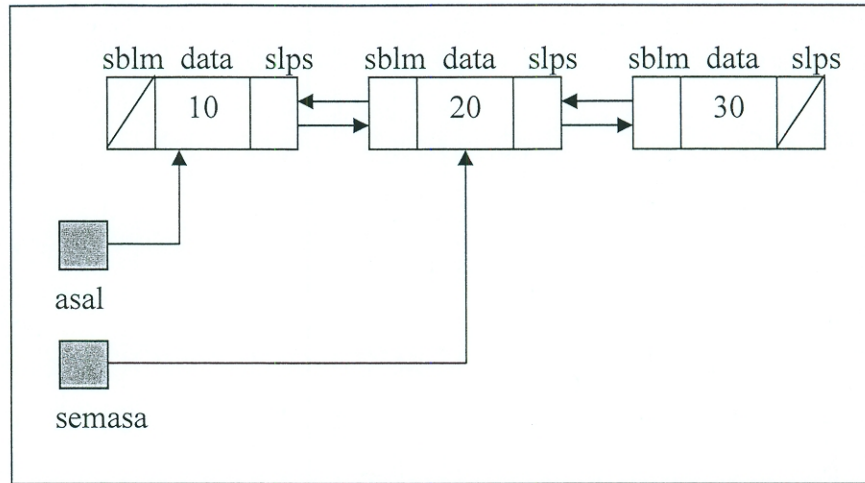 sblm data slps sblm data slps sblm data slps
10 20 30
asal
semasa